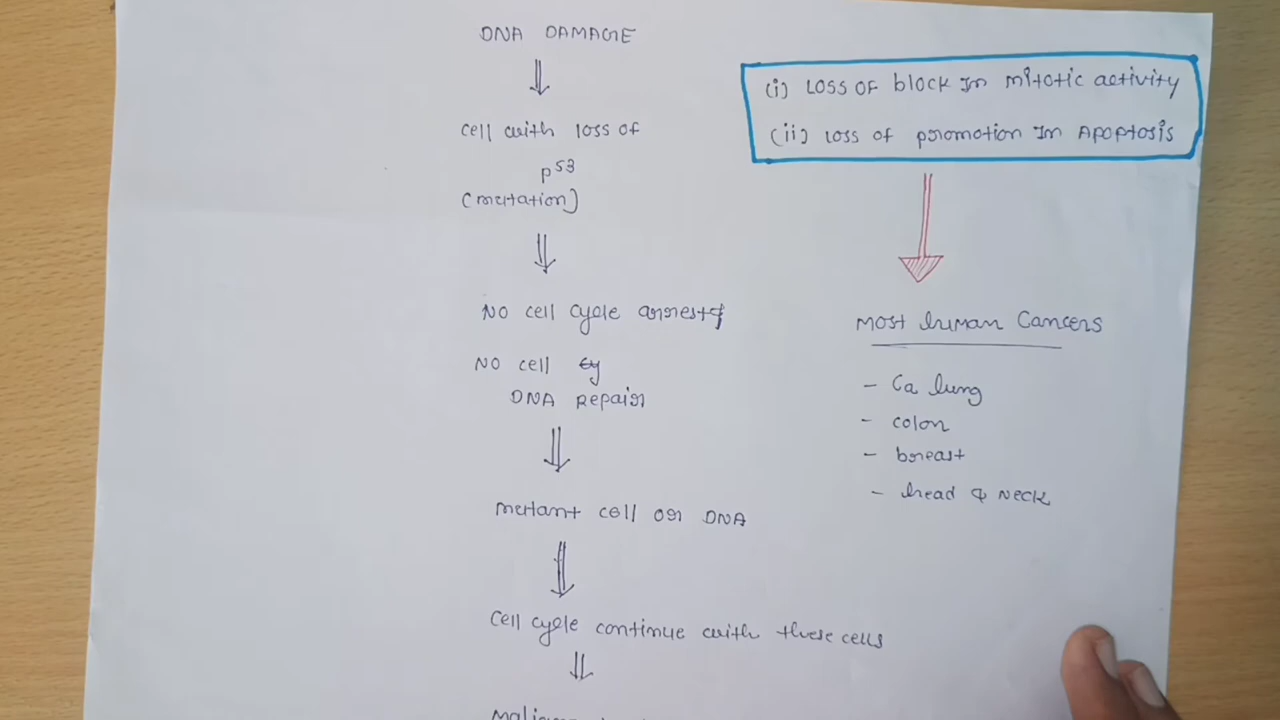 DNA DAMAGE
⇓
cell with loss of
p53
(mutation)
⇓
NO cell cycle arrest &
NO cell cy
DNA Repair
⇓
mutant cell or DNA
⇓
Cell cycle continue with these cells
⇓
(i) LOSS OF block In mitotic activity
(ii) Loss of promotion In APOPTOSIS
MOST human Cancers
- Ca lung
- colon
- breast
- head & NECK